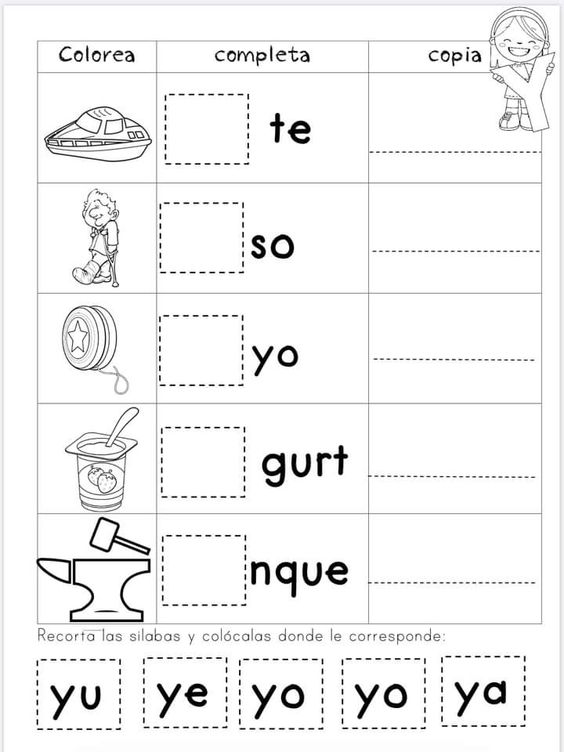 Colorea completa copia
te
so
yo
gurt
nque
Recorta las silabas y colócalas donde le corresponde:
yu ye yo yo ya